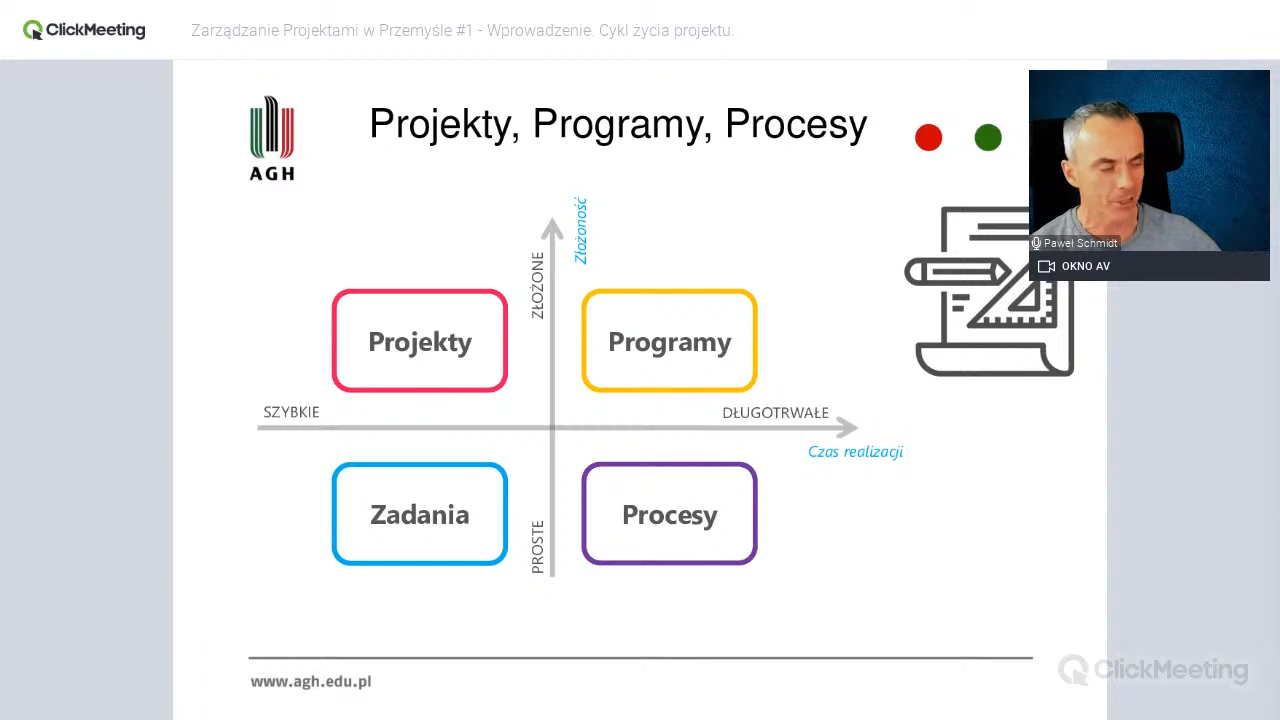 ClickMeeting
Zarządzanie Projektami w Przemyśle #1 - Wprowadzenie. Cykl życia projektu.
AGH
Projekty, Programy, Procesy
Paweł Schmidt
OKNO AV
Złożoność
ZŁOŻONE
Projekty
Programy
SZYBKIE
DŁUGOTRWAŁE
Czas realizacji
Zadania
Procesy
PROSTE
www.agh.edu.pl
ClickMeeting